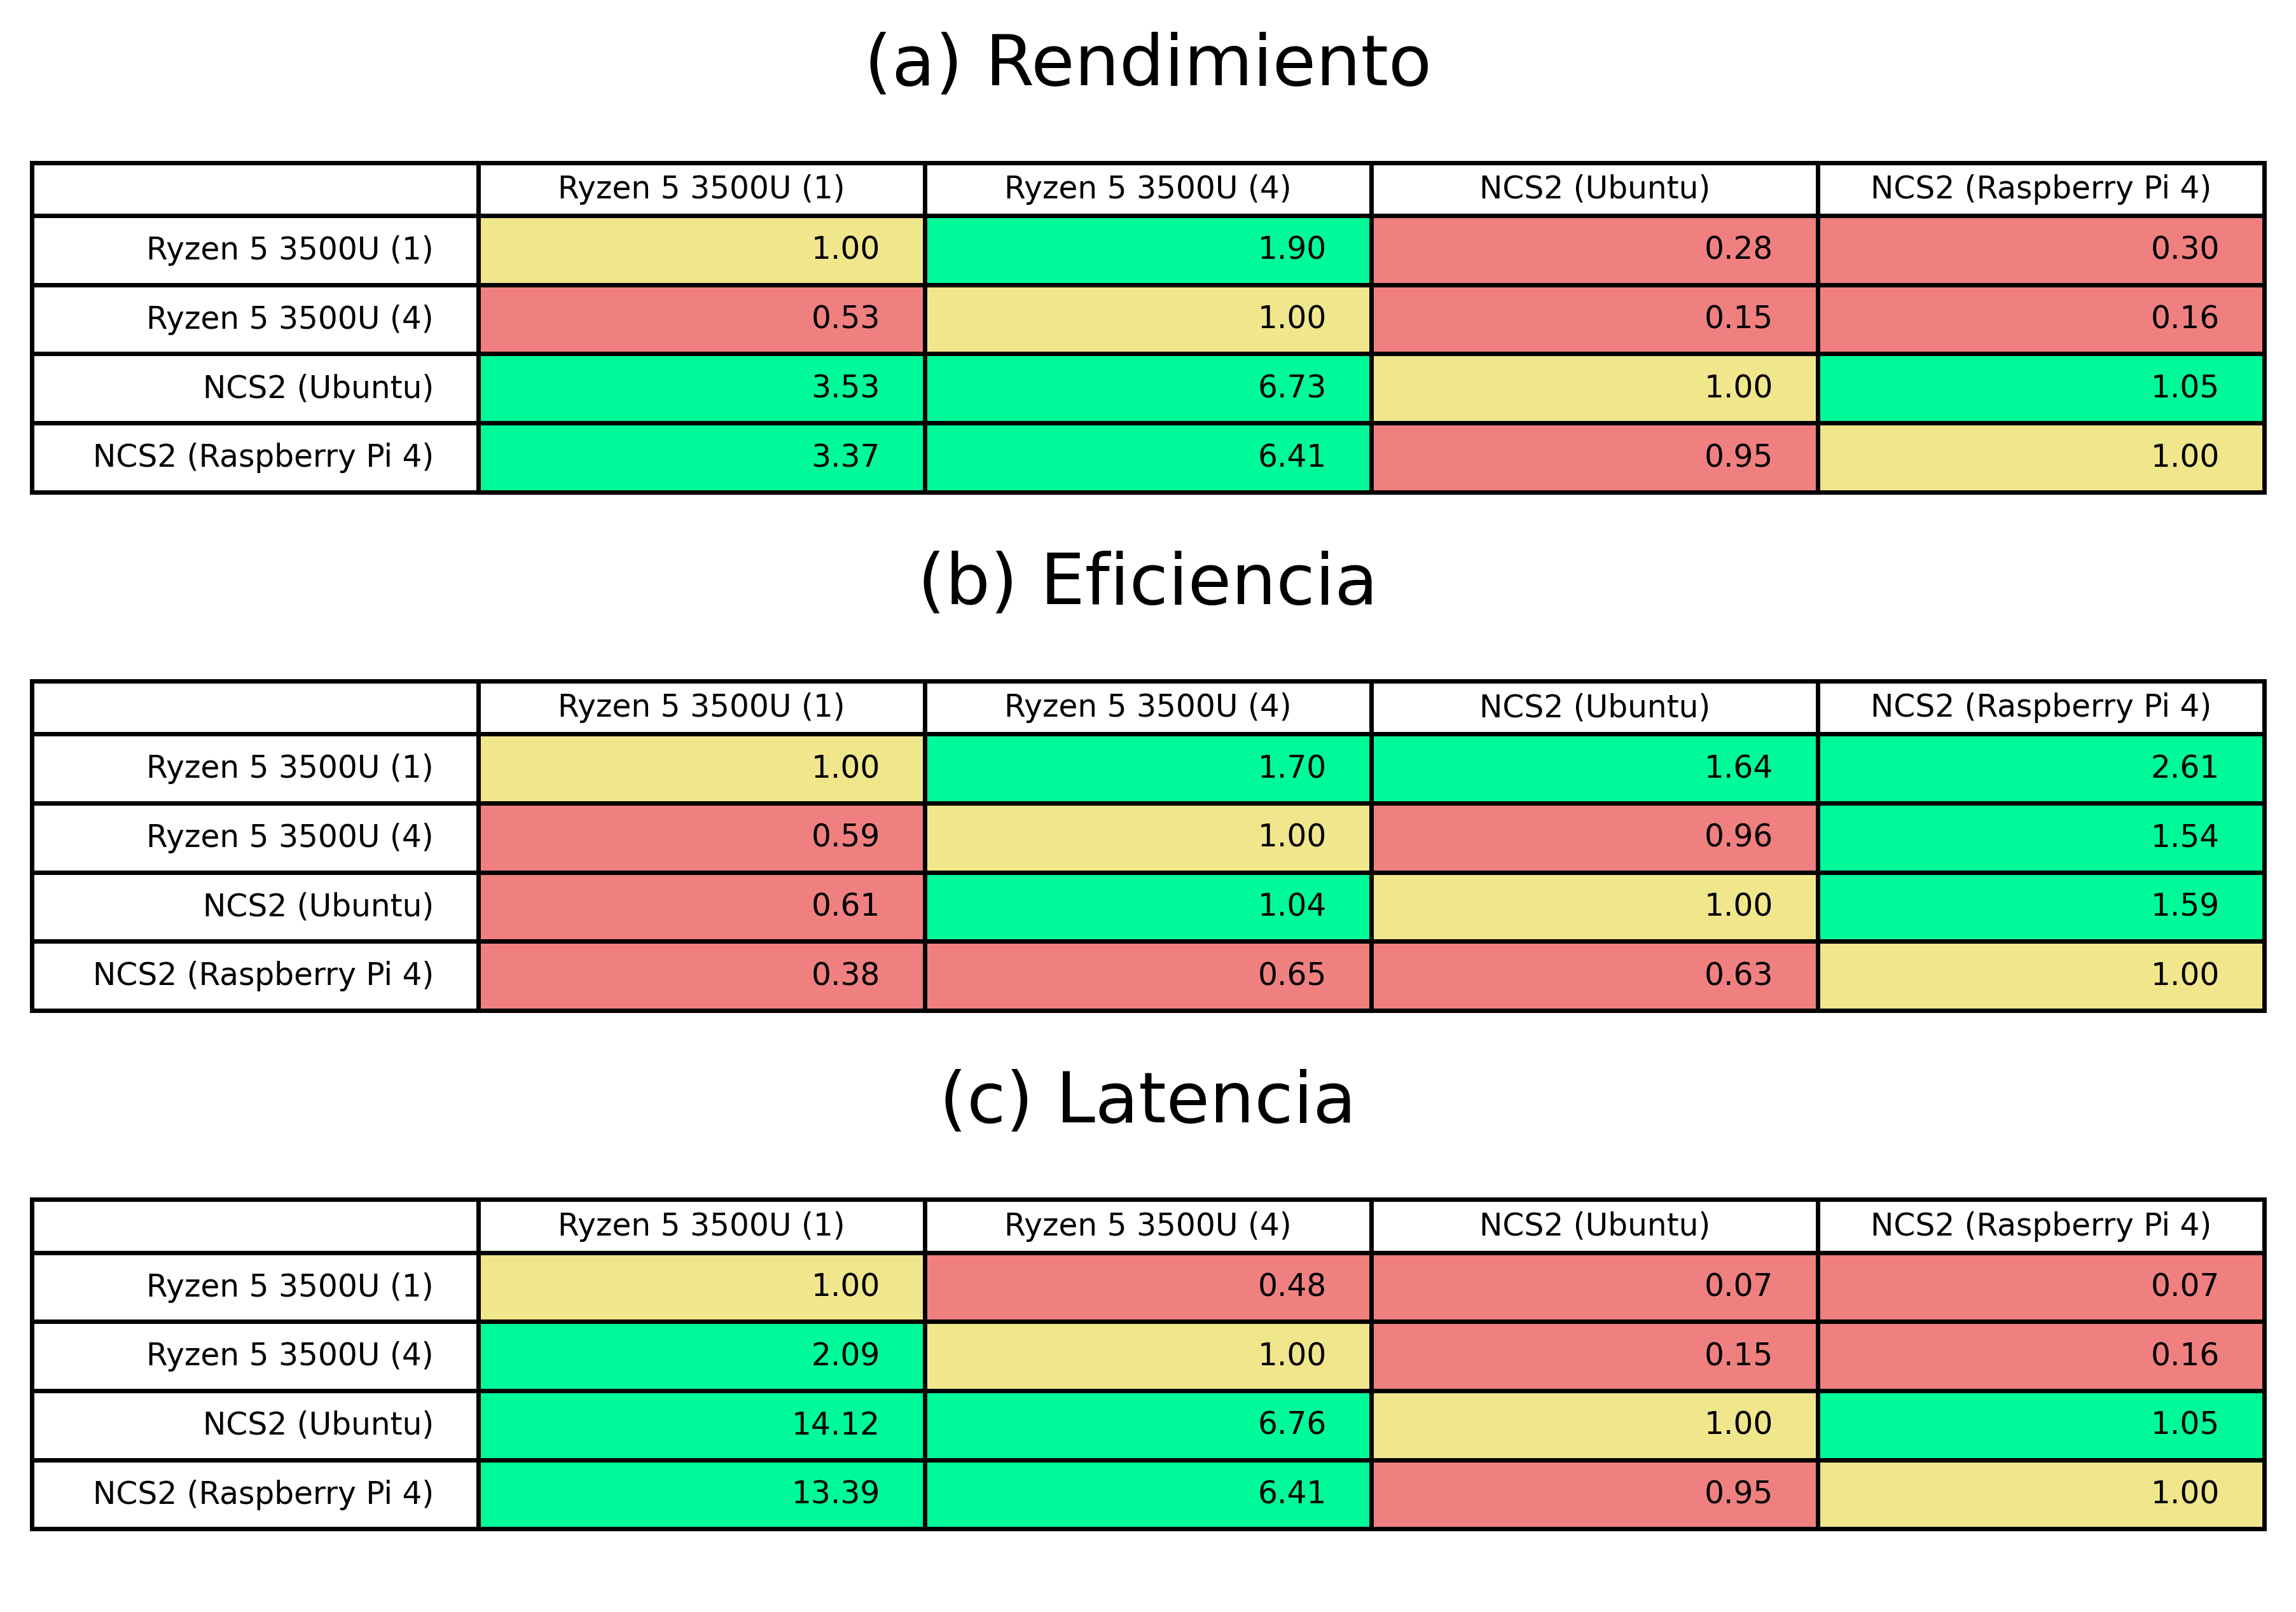 (a) Rendimiento
Ryzen 5 3500U (1) Ryzen 5 3500U (4) NCS2 (Ubuntu) NCS2 (Raspberry Pi 4)
Ryzen 5 3500U (1) 1.00 1.90 0.28 0.30
Ryzen 5 3500U (4) 0.53 1.00 0.15 0.16
NCS2 (Ubuntu) 3.53 6.73 1.00 1.05
NCS2 (Raspberry Pi 4) 3.37 6.41 0.95 1.00
(b) Eficiencia
Ryzen 5 3500U (1) Ryzen 5 3500U (4) NCS2 (Ubuntu) NCS2 (Raspberry Pi 4)
Ryzen 5 3500U (1) 1.00 1.70 1.64 2.61
Ryzen 5 3500U (4) 0.59 1.00 0.96 1.54
NCS2 (Ubuntu) 0.61 1.04 1.00 1.59
NCS2 (Raspberry Pi 4) 0.38 0.65 0.63 1.00
(c) Latencia
Ryzen 5 3500U (1) Ryzen 5 3500U (4) NCS2 (Ubuntu) NCS2 (Raspberry Pi 4)
Ryzen 5 3500U (1) 1.00 0.48 0.07 0.07
Ryzen 5 3500U (4) 2.09 1.00 0.15 0.16
NCS2 (Ubuntu) 14.12 6.76 1.00 1.05
NCS2 (Raspberry Pi 4) 13.39 6.41 0.95 1.00